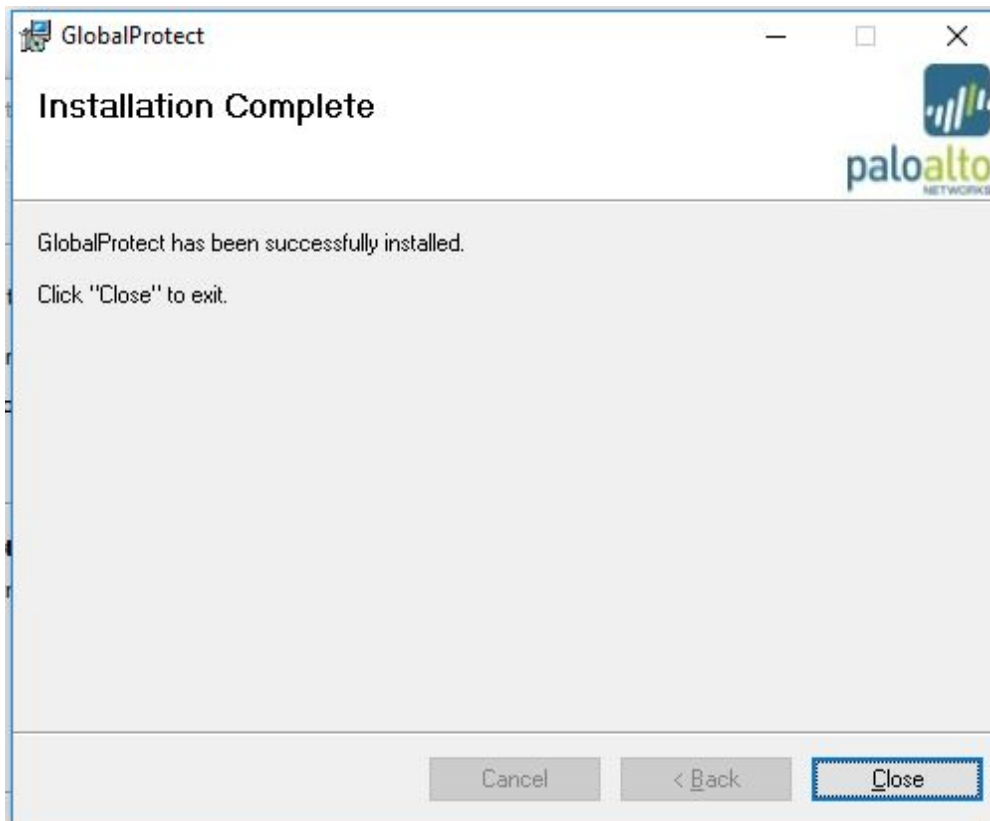 GlobalProtect
Installation Complete
paloalto
NETWORKS
GlobalProtect has been successfully installed.
Click "Close" to exit.
Cancel
< Back
Close